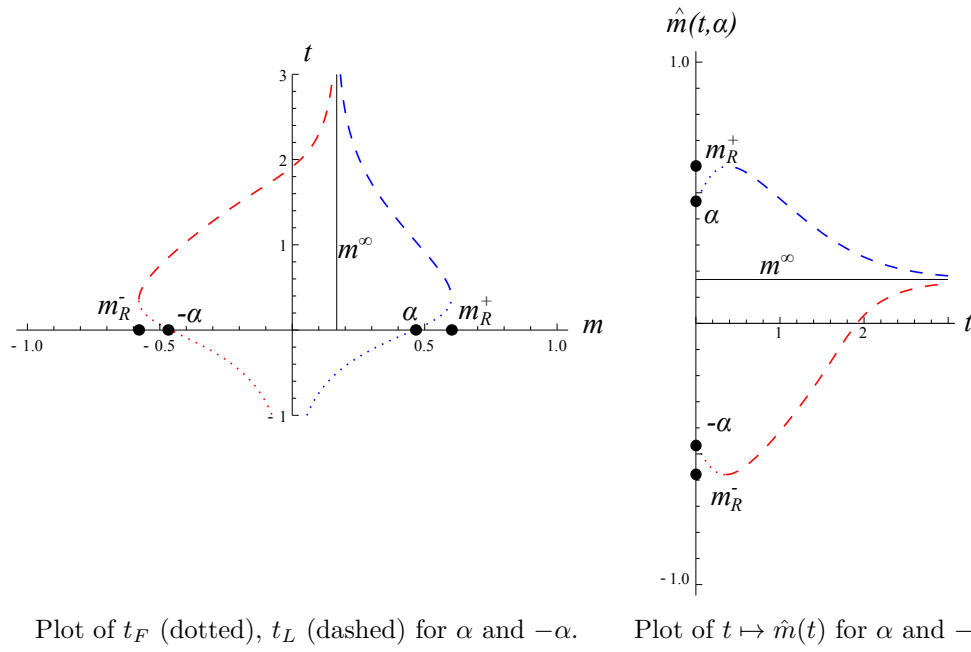 t
3
2
1
- 1
m
- 1.0
- 0.5
0.5
1.0
m∞
m_R^-
-α
α
m_R^+
Plot of t_F (dotted), t_L (dashed) for α and −α.
m̂(t,α)
1.0
m_R^+
α
m∞
1
2
t
-α
m_R^-
- 1.0
Plot of t ↦ m̂(t) for α and −